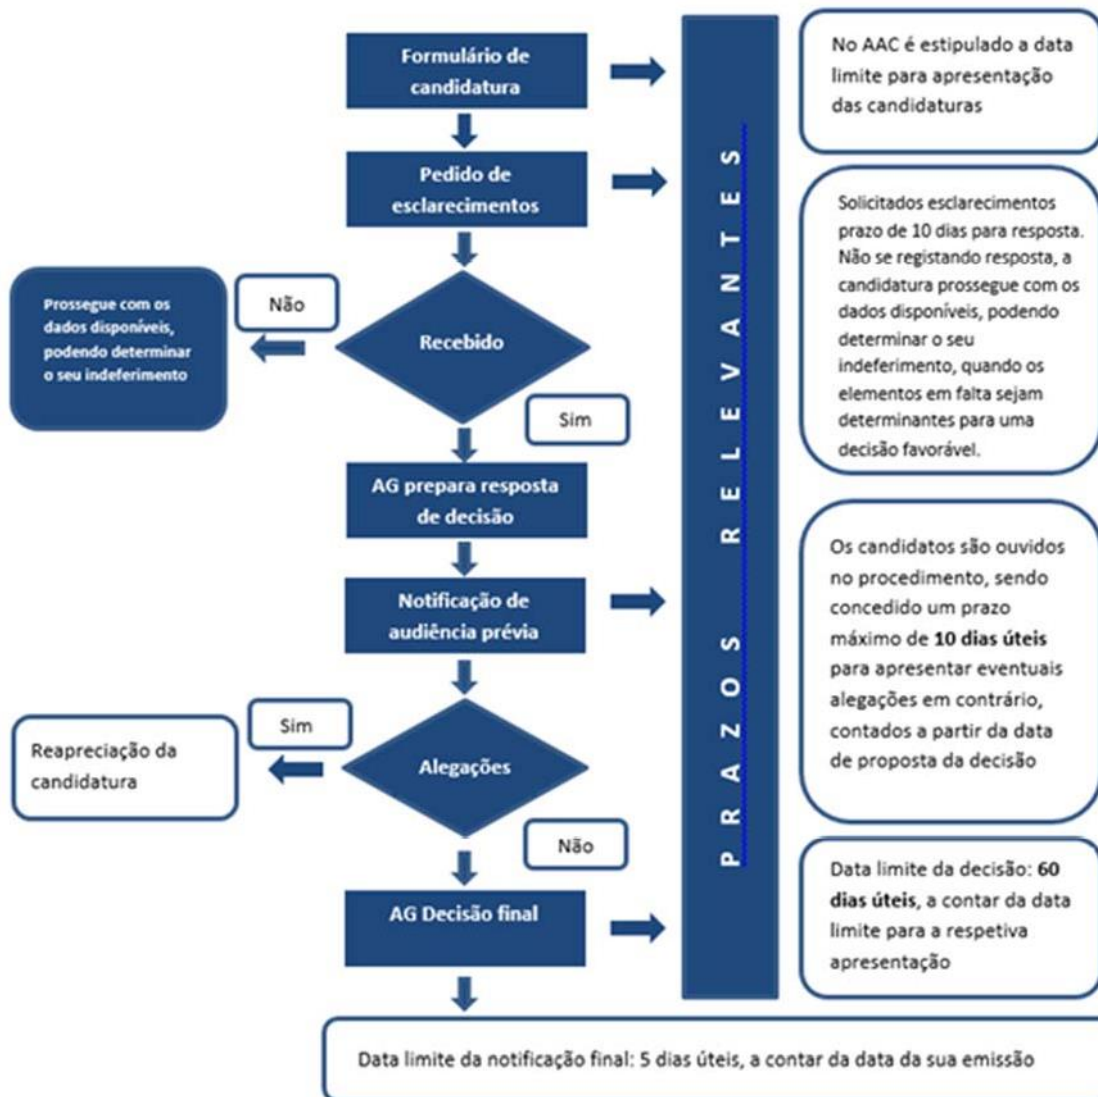 Formulário de
candidatura
No AAC é estipulado a data
limite para apresentação
das candidaturas
Pedido de
esclarecimentos
Solicitados esclarecimentos
prazo de 10 dias para resposta.
Não se registando resposta, a
candidatura prossegue com os
dados disponíveis, podendo
determinar o seu
indeferimento, quando os
elementos em falta sejam
determinantes para uma
decisão favorável.
Recebido
Não
Prossegue com os
dados disponíveis,
podendo determinar
o seu indeferimento
Sim
AG prepara resposta
de decisão
Notificação de
audiência prévia
Os candidatos são ouvidos
no procedimento, sendo
concedido um prazo
máximo de 10 dias úteis
para apresentar eventuais
alegações em contrário,
contados a partir da data
de proposta da decisão
Alegações
Sim
Reapreciação da
candidatura
Não
AG Decisão final
Data limite da decisão: 60
dias úteis, a contar da data
limite para a respetiva
apresentação
PRAZOS RELEVANTES
Data limite da notificação final: 5 dias úteis, a contar da data da sua emissão